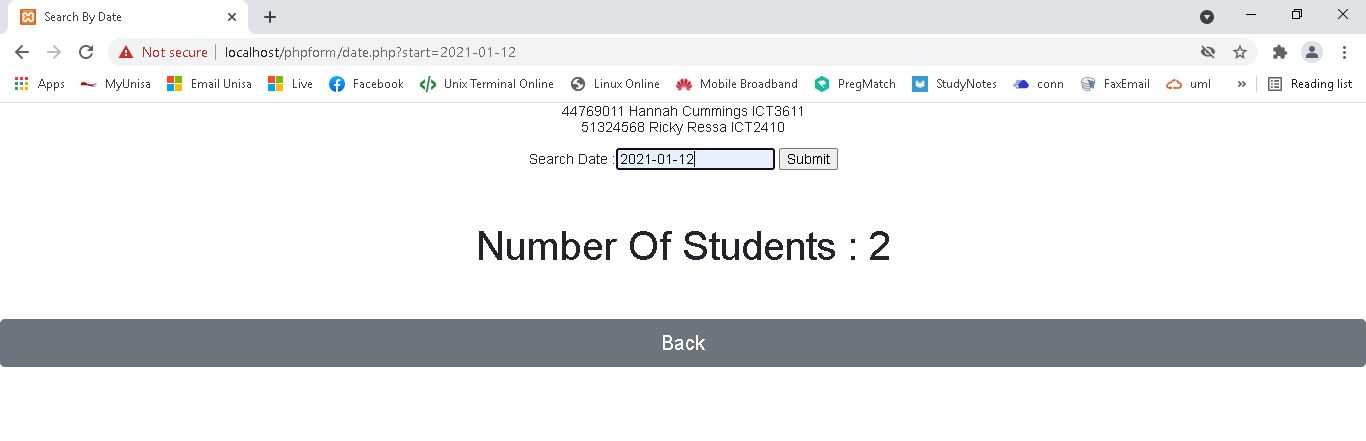 Search By Date
Not secure | localhost/phpform/date.php?start=2021-01-12
Apps MyUnisa Email Unisa Live Facebook Unix Terminal Online Linux Online Mobile Broadband PregMatch StudyNotes conn FaxEmail uml » Reading list
44769011 Hannah Cummings ICT3611
51324568 Ricky Ressa ICT2410
Search Date : 2021-01-12 Submit
Number Of Students : 2
Back